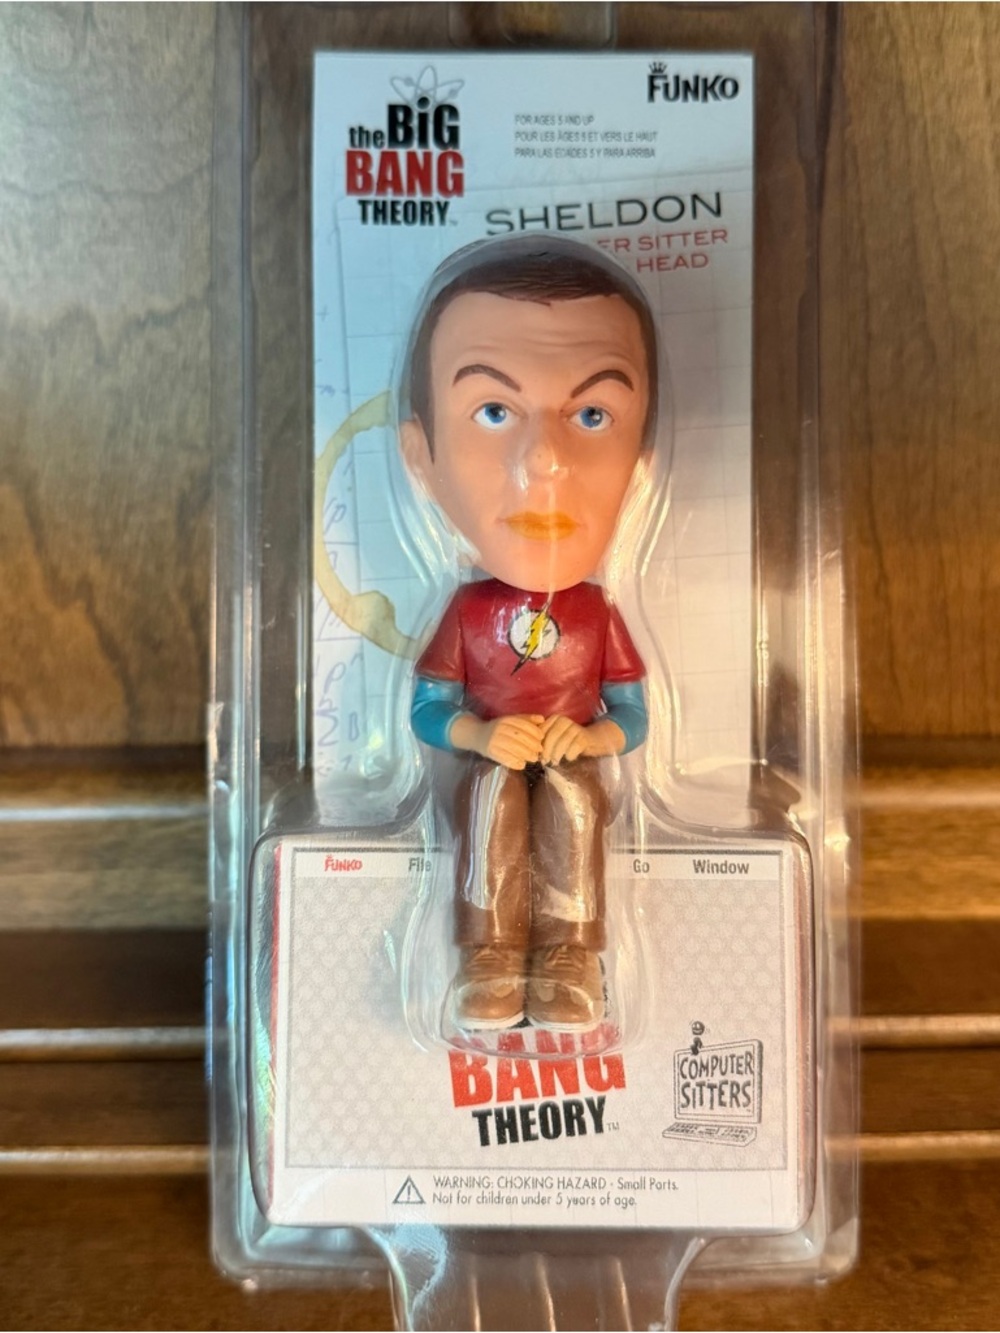 the BiG
BANG
THEORY™
FUNKO
FOR AGES 5 AND UP
POUR LES ÂGES 5 ET VERS LE HAUT
PARA LAS EDADES 5 Y PARA ARRIBA
SHELDON
ER SITTER
HEAD
FUNKO File Go Window
BANG
THEORY™
COMPUTER
SITTERS
WARNING: CHOKING HAZARD - Small Parts.
Not for children under 5 years of age.